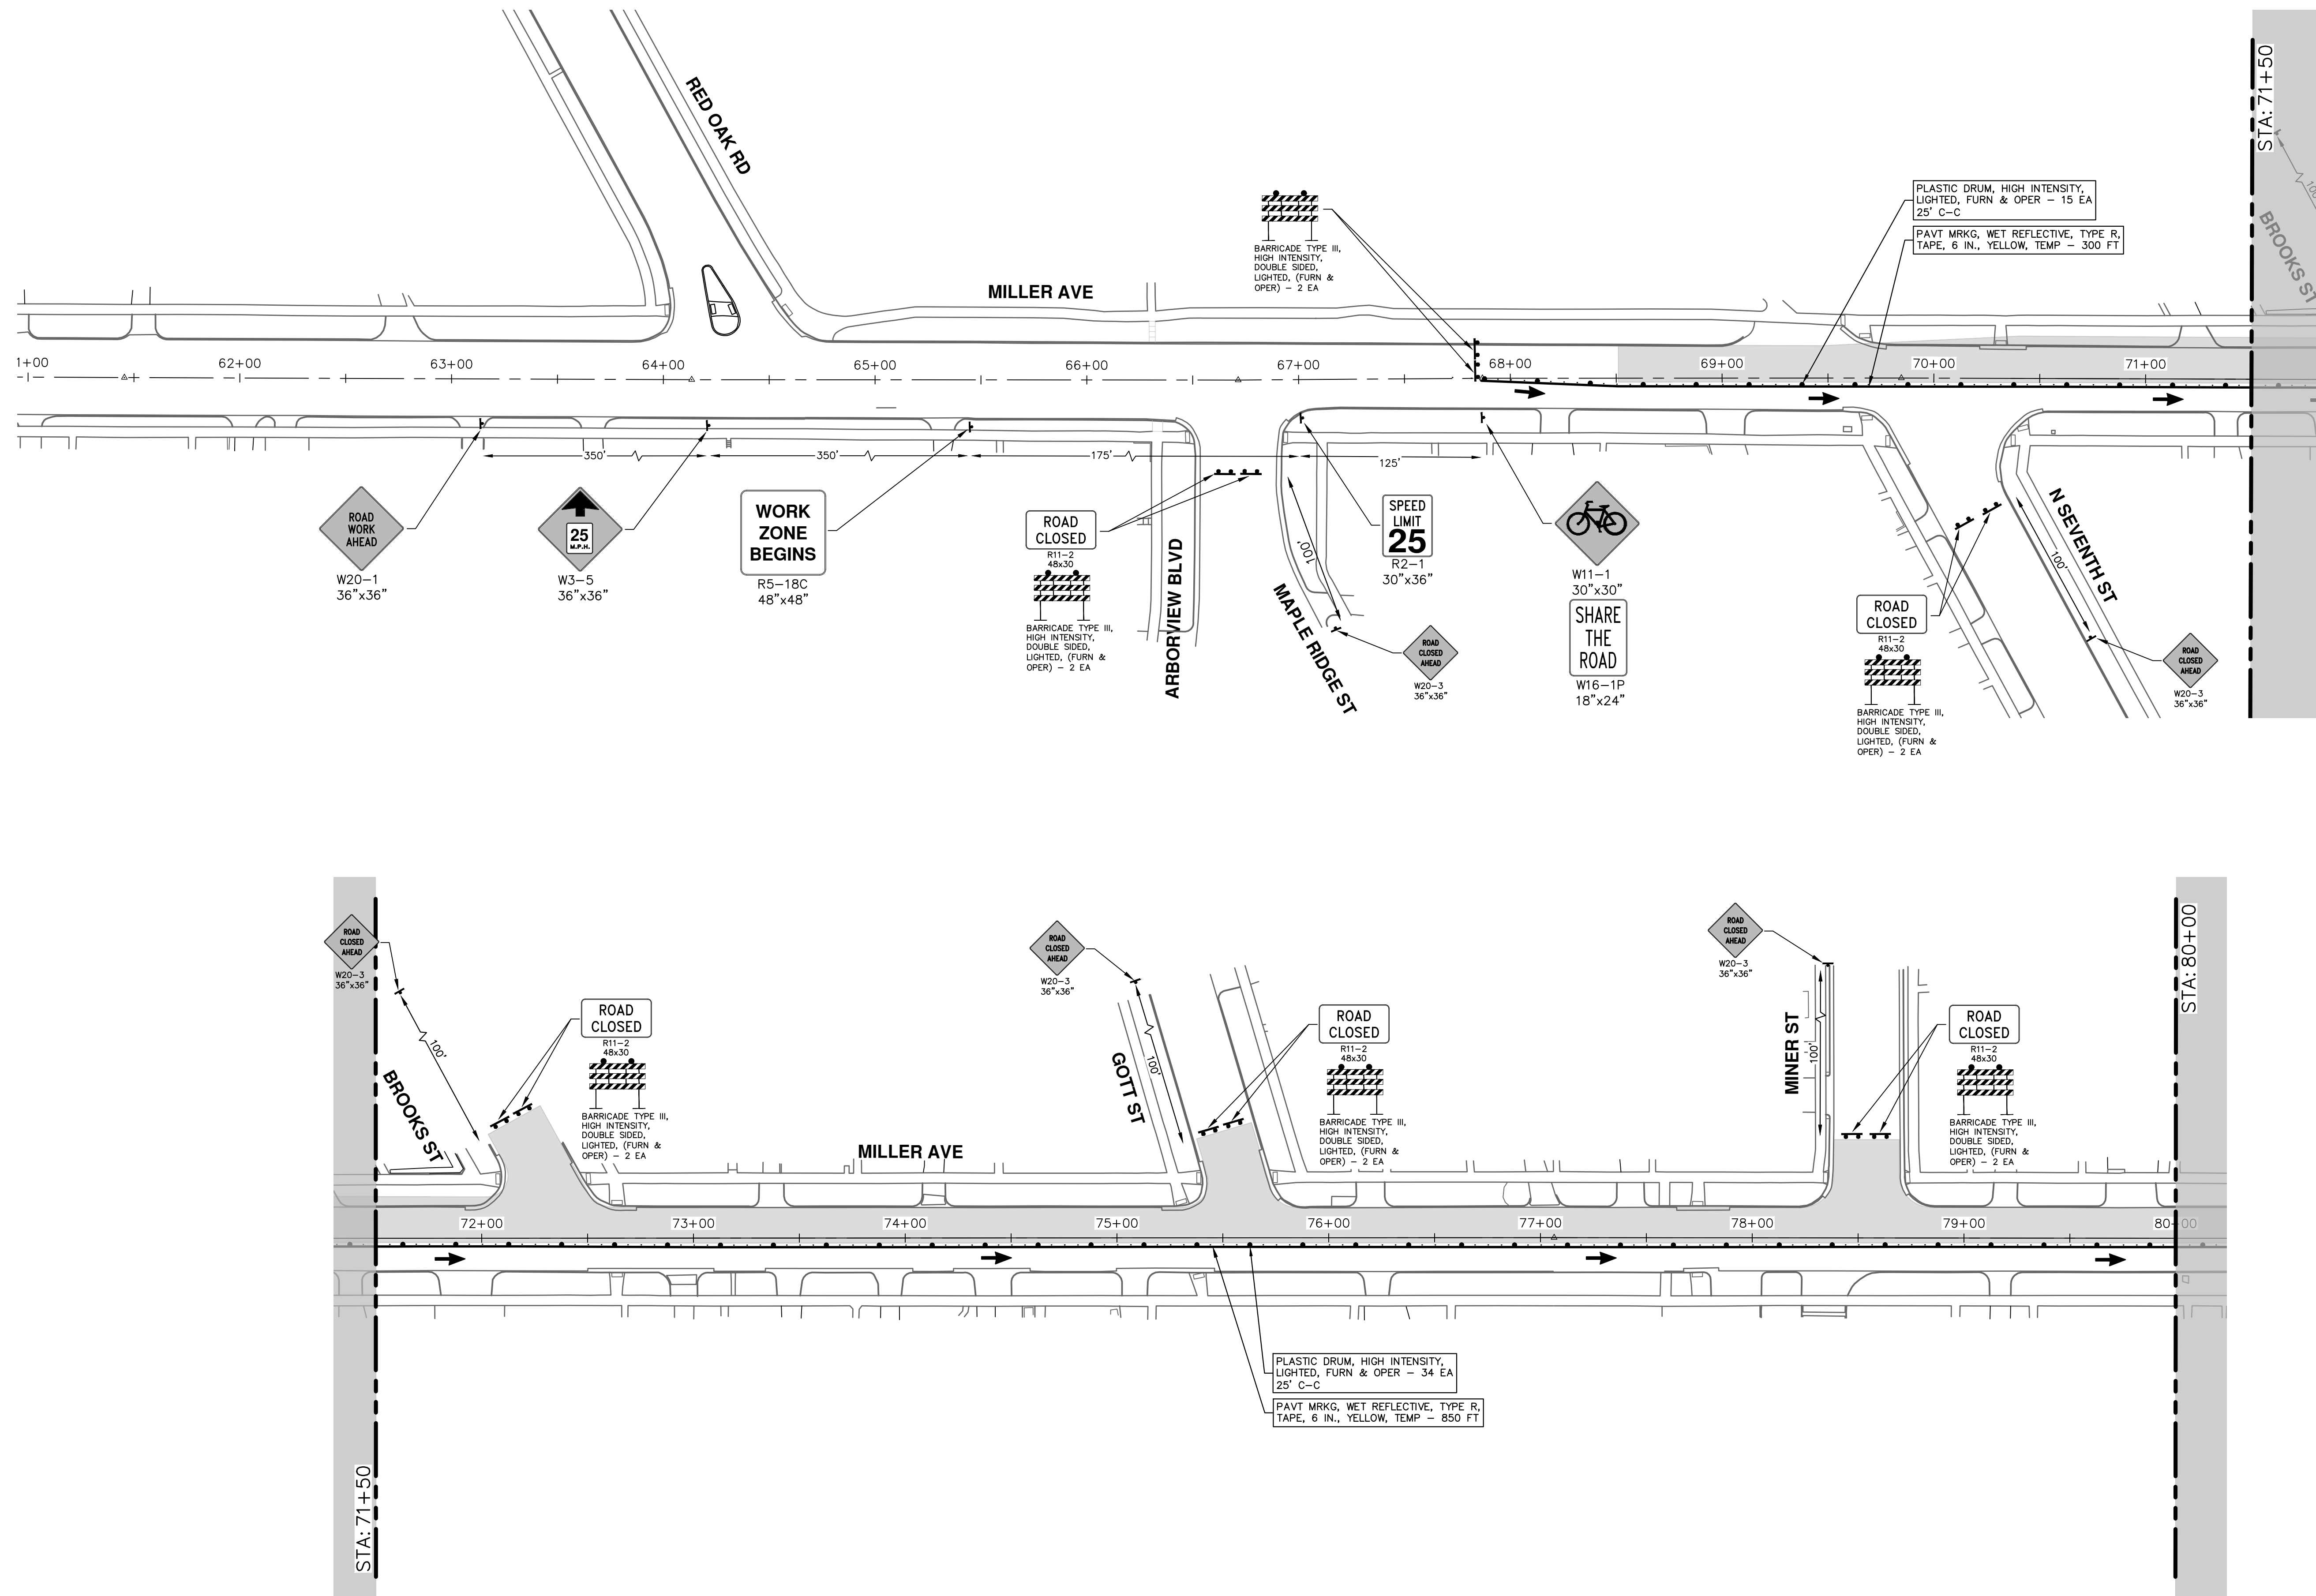 RED OAK RD
STA: 71+50
100'
BROOKS ST
PLASTIC DRUM, HIGH INTENSITY,
LIGHTED, FURN & OPER – 15 EA
25' C–C
PAVT MRKG, WET REFLECTIVE, TYPE R,
TAPE, 6 IN., YELLOW, TEMP – 300 FT
BARRICADE TYPE III,
HIGH INTENSITY,
DOUBLE SIDED,
LIGHTED, (FURN &
OPER) – 2 EA
MILLER AVE
1+00
62+00
63+00
64+00
65+00
66+00
67+00
68+00
69+00
70+00
71+00
350'
350'
175'
125'
ROAD
WORK
AHEAD
W20–1
36"x36"
25
M.P.H.
W3–5
36"x36"
WORK
ZONE
BEGINS
R5–18C
48"x48"
ROAD
CLOSED
R11–2
48x30
BARRICADE TYPE III,
HIGH INTENSITY,
DOUBLE SIDED,
LIGHTED, (FURN &
OPER) – 2 EA
ARBORVIEW BLVD
100'
MAPLE RIDGE ST
SPEED
LIMIT
25
R2–1
30"x36"
ROAD
CLOSED
AHEAD
W20–3
36"x36"
W11–1
30"x30"
SHARE
THE
ROAD
W16–1P
18"x24"
ROAD
CLOSED
R11–2
48x30
BARRICADE TYPE III,
HIGH INTENSITY,
DOUBLE SIDED,
LIGHTED, (FURN &
OPER) – 2 EA
N SEVENTH ST
100'
ROAD
CLOSED
AHEAD
W20–3
36"x36"
ROAD
CLOSED
AHEAD
W20–3
36"x36"
100'
BROOKS ST
ROAD
CLOSED
R11–2
48x30
BARRICADE TYPE III,
HIGH INTENSITY,
DOUBLE SIDED,
LIGHTED, (FURN &
OPER) – 2 EA
MILLER AVE
ROAD
CLOSED
AHEAD
W20–3
36"x36"
GOTT ST
100'
ROAD
CLOSED
R11–2
48x30
BARRICADE TYPE III,
HIGH INTENSITY,
DOUBLE SIDED,
LIGHTED, (FURN &
OPER) – 2 EA
ROAD
CLOSED
AHEAD
W20–3
36"x36"
MINER ST
100'
ROAD
CLOSED
R11–2
48x30
BARRICADE TYPE III,
HIGH INTENSITY,
DOUBLE SIDED,
LIGHTED, (FURN &
OPER) – 2 EA
STA: 80+00
72+00
73+00
74+00
75+00
76+00
77+00
78+00
79+00
80+00
PLASTIC DRUM, HIGH INTENSITY,
LIGHTED, FURN & OPER – 34 EA
25' C–C
PAVT MRKG, WET REFLECTIVE, TYPE R,
TAPE, 6 IN., YELLOW, TEMP – 850 FT
STA: 71+50